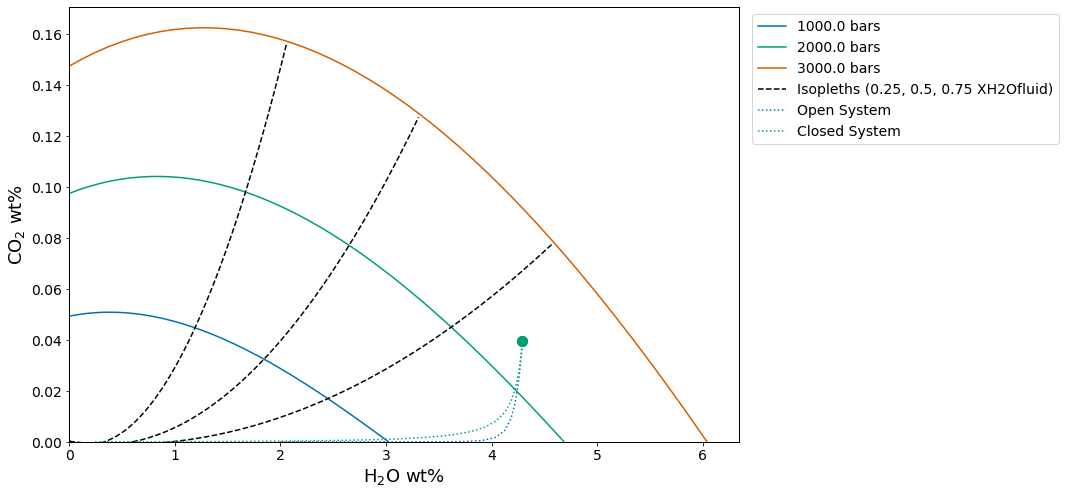 0.16
0.14
0.12
0.10
0.08
0.06
0.04
0.02
0.00
CO2 wt%
0 1 2 3 4 5 6
H2O wt%
1000.0 bars
2000.0 bars
3000.0 bars
Isopleths (0.25, 0.5, 0.75 XH2Ofluid)
Open System
Closed System